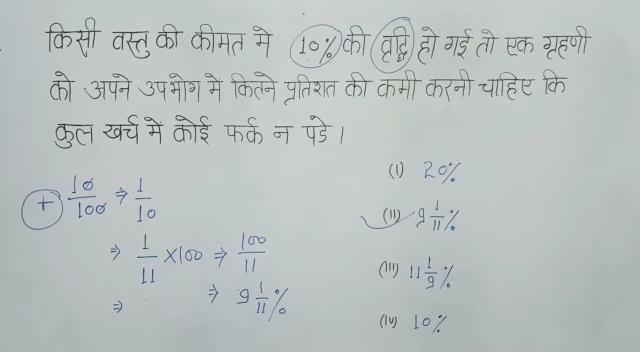 किसी वस्तु की कीमत मे 10% की वृद्धि हो गई तो एक गृहणी
को अपने उपभोग में कितने प्रतिशत की कमी करनी चाहिए कि
कुल खर्च में कोई फर्क न पड़े।
(I) 20%
+ 10/100 ⇒ 1/10
(II) 9 1/11%
⇒ 1/11 ×100 ⇒ 100/11
(III) 11 1/9%
⇒ ⇒ 9 1/11%
(IV) 10%